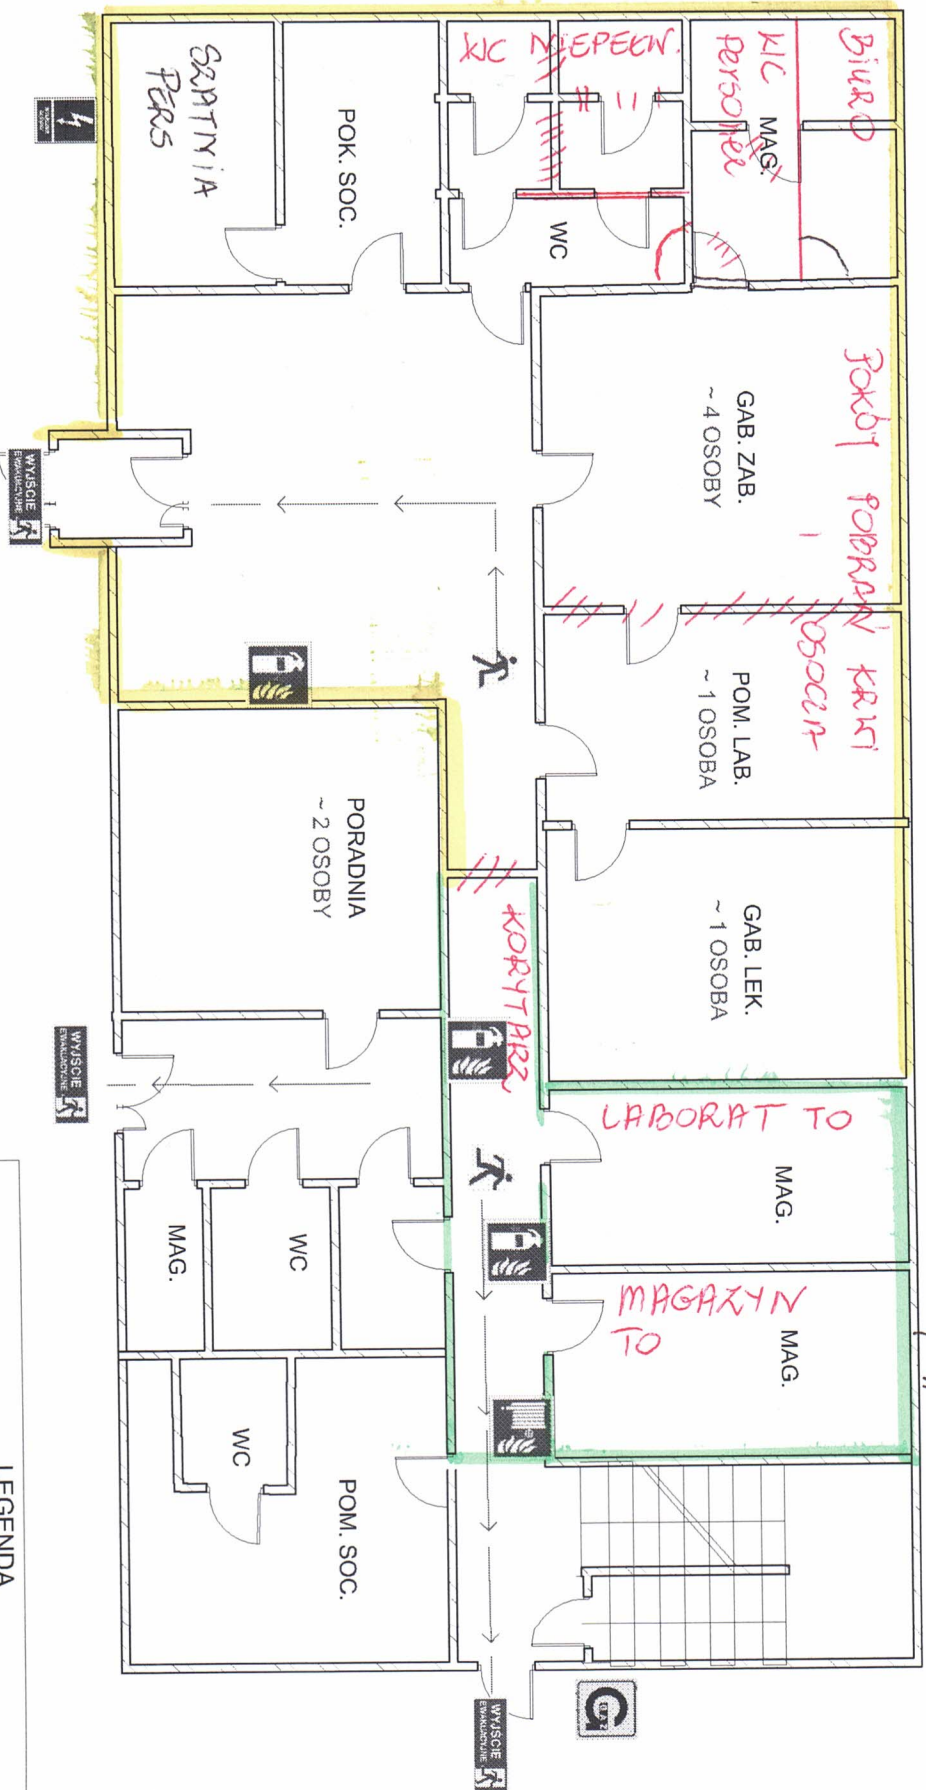 SZATNIA
PERS
POK. SOC.
WC NIEPEŁN.
WC
WC
Personel
MAG.
BIURO
GAB. ZAB.
~ 4 OSOBY
POKÓJ POBRAŃ KRWI
I OSOCZA
POM. LAB.
~ 1 OSOBA
GAB. LEK.
~ 1 OSOBA
WYJŚCIE
EWAKUACYJNE
PORADNIA
~ 2 OSOBY
KORYTARZ
LABORAT TO
MAG.
MAGAZYN
TO
MAG.
WYJŚCIE
EWAKUACYJNE
MAG.
WC
WC
POM. SOC.
G
GAZ
WYJŚCIE
EWAKUACYJNE
LEGENDA